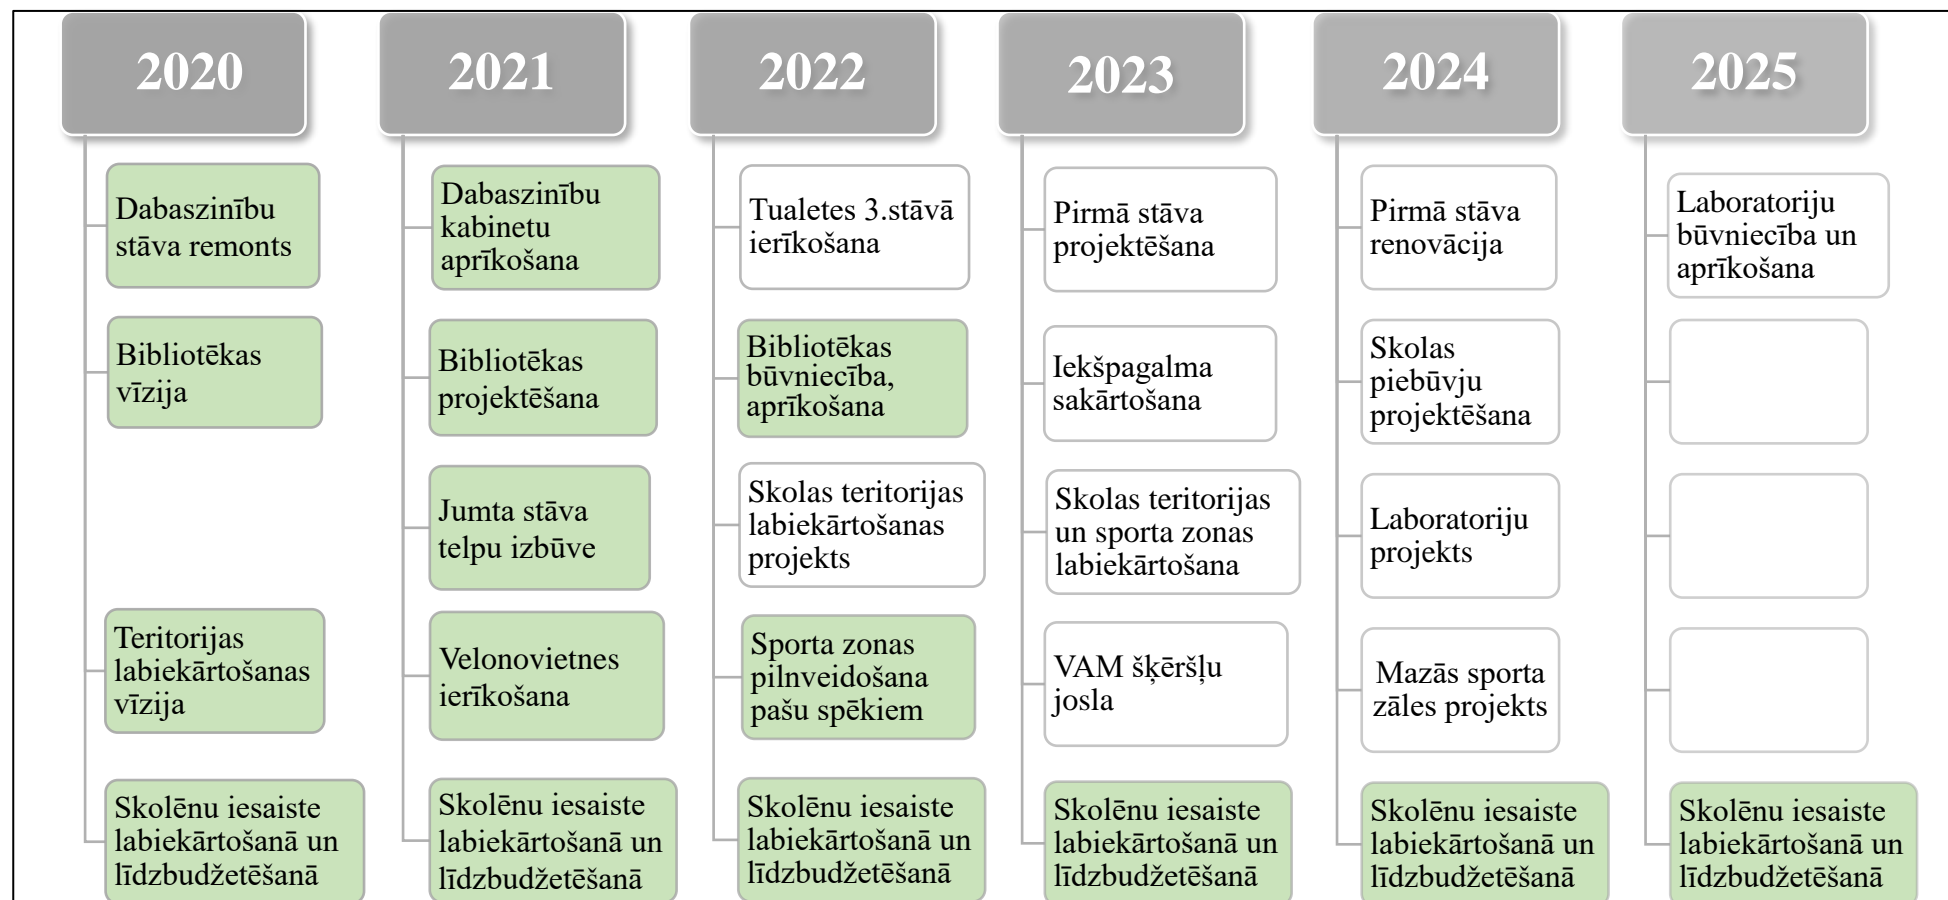 2020
Dabaszinību
stāva remonts
Bibliotēkas
vīzija
Teritorijas
labiekārtošanas
vīzija
Skolēnu iesaiste
labiekārtošanā un
līdzbudžetēšanā
2021
Dabaszinību
kabinetu
aprīkošana
Bibliotēkas
projektēšana
Jumta stāva
telpu izbūve
Velonovietnes
ierīkošana
Skolēnu iesaiste
labiekārtošanā un
līdzbudžetēšanā
2022
Tualetes 3.stāvā
ierīkošana
Bibliotēkas
būvniecība,
aprīkošana
Skolas teritorijas
labiekārtošanas
projekts
Sporta zonas
pilnveidošana
pašu spēkiem
Skolēnu iesaiste
labiekārtošanā un
līdzbudžetēšanā
2023
Pirmā stāva
projektēšana
Iekšpagalma
sakārtošana
Skolas teritorijas
un sporta zonas
labiekārtošana
VAM šķēršļu
josla
Skolēnu iesaiste
labiekārtošanā un
līdzbudžetēšanā
2024
Pirmā stāva
renovācija
Skolas
piebūvju
projektēšana
Laboratoriju
projekts
Mazās sporta
zāles projekts
Skolēnu iesaiste
labiekārtošanā un
līdzbudžetēšanā
2025
Laboratoriju
būvniecība un
aprīkošana
Skolēnu iesaiste
labiekārtošanā un
līdzbudžetēšanā